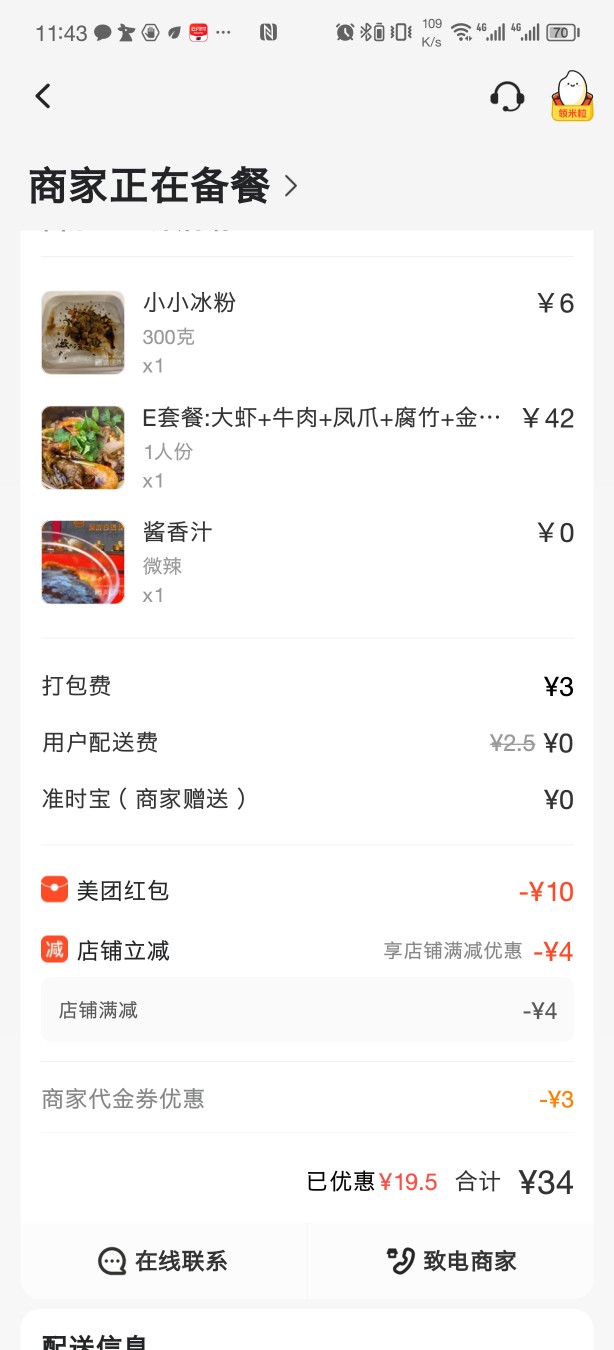 11:43
109
K/s
4G
4G
70
领米粒
商家正在备餐
小小冰粉
¥6
300克
x1
E套餐:大虾+牛肉+凤爪+腐竹+金…
¥42
1人份
x1
酱香汁
¥0
微辣
x1
打包费
¥3
用户配送费
¥2.5 ¥0
准时宝（商家赠送）
¥0
美团红包
-¥10
减 店铺立减
享店铺满减优惠 -¥4
店铺满减
-¥4
商家代金券优惠
-¥3
已优惠¥19.5 合计 ¥34
在线联系
致电商家
配送信息